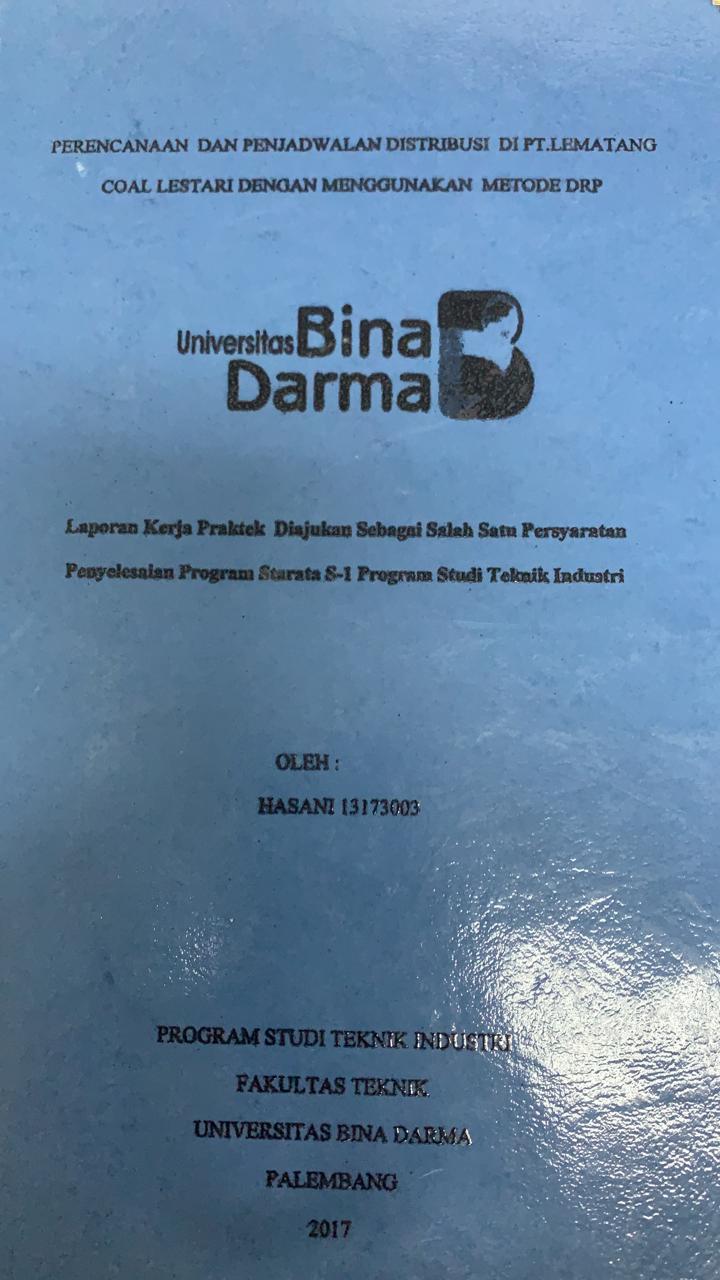 PERENCANAAN DAN PENJADWALAN DISTRIBUSI DI PT.LEMATANG
COAL LESTARI DENGAN MENGGUNAKAN METODE DRP
Universitas Bina
Darma
Laporan Kerja Praktek Diajukan Sebagai Salah Satu Persyaratan
Penyelesaian Program Starata S-1 Program Studi Teknik Industri
OLEH :
HASANI 13173003
PROGRAM STUDI TEKNIK INDUSTRI
FAKULTAS TEKNIK
UNIVERSITAS BINA DARMA
PALEMBANG
2017